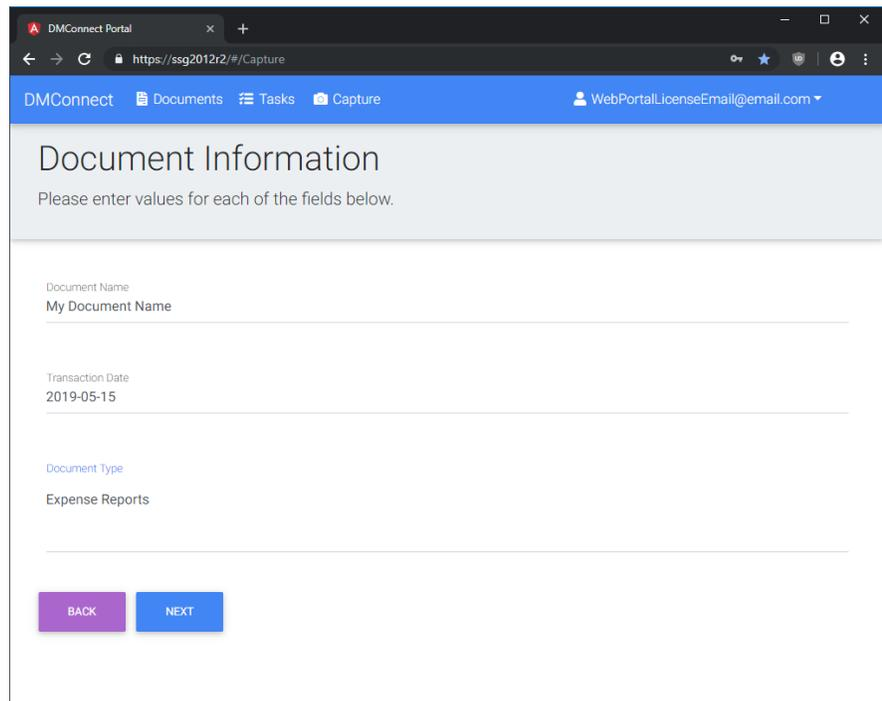 DMConnect Portal
https://ssg2012r2/#/Capture
DMConnect Documents Tasks Capture WebPortalLicenseEmail@email.com
Document Information
Please enter values for each of the fields below.
Document Name
My Document Name
Transaction Date
2019-05-15
Document Type
Expense Reports
BACK NEXT